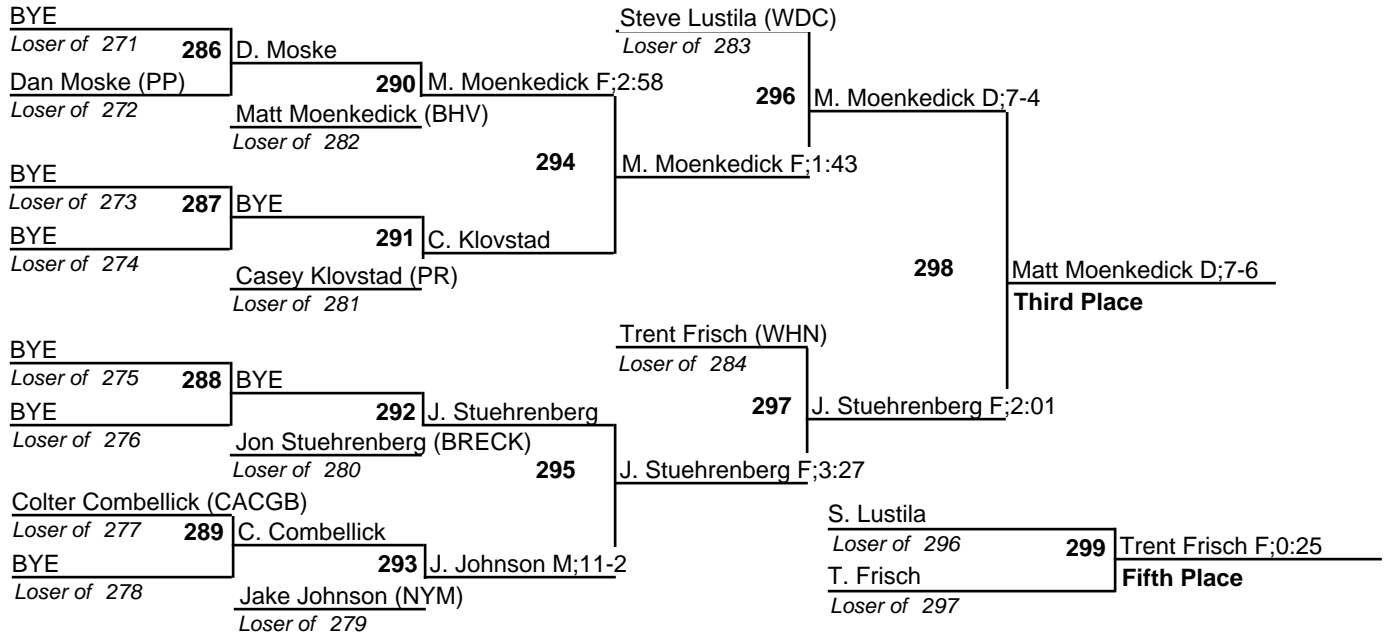 BYE
Loser of 271
286
D. Moske
Dan Moske (PP)
Loser of 272
290
M. Moenkedick F;2:58
Matt Moenkedick (BHV)
Loser of 282
BYE
Loser of 273
287
BYE
BYE
Loser of 274
291
C. Klovstad
Casey Klovstad (PR)
Loser of 281
294
M. Moenkedick F;1:43
Steve Lustila (WDC)
Loser of 283
296
M. Moenkedick D;7-4
BYE
Loser of 275
288
BYE
BYE
Loser of 276
292
J. Stuehrenberg
Jon Stuehrenberg (BRECK)
Loser of 280
Colter Combellick (CACGB)
Loser of 277
289
C. Combellick
BYE
Loser of 278
293
J. Johnson M;11-2
Jake Johnson (NYM)
Loser of 279
295
J. Stuehrenberg F;3:27
Trent Frisch (WHN)
Loser of 284
297
J. Stuehrenberg F;2:01
298
Matt Moenkedick D;7-6
Third Place
S. Lustila
Loser of 296
299
Trent Frisch F;0:25
T. Frisch
Fifth Place
Loser of 297